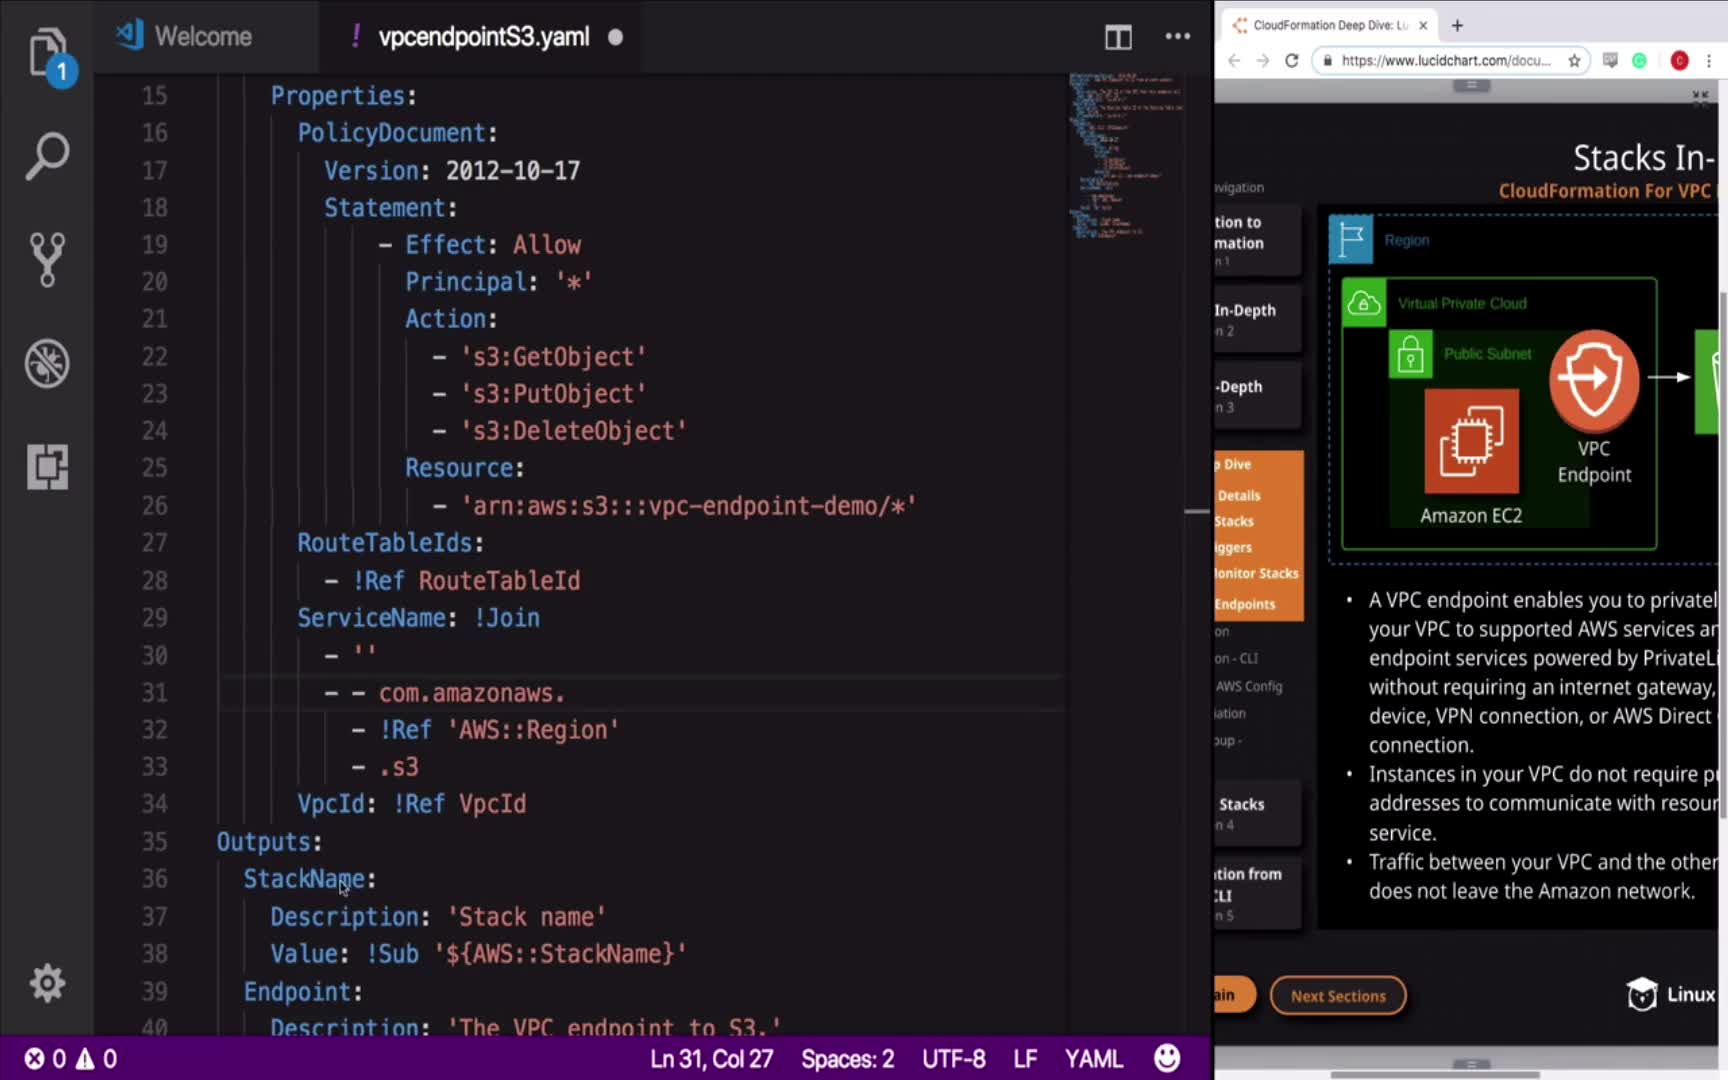 Welcome
! vpcendpointS3.yaml
1
15 Properties:
16 PolicyDocument:
17 Version: 2012-10-17
18 Statement:
19 - Effect: Allow
20 Principal: '*'
21 Action:
22 - 's3:GetObject'
23 - 's3:PutObject'
24 - 's3:DeleteObject'
25 Resource:
26 - 'arn:aws:s3:::vpc-endpoint-demo/*'
27 RouteTableIds:
28 - !Ref RouteTableId
29 ServiceName: !Join
30 - ''
31 - - com.amazonaws.
32 - !Ref 'AWS::Region'
33 - .s3
34 VpcId: !Ref VpcId
35 Outputs:
36 StackName:
37 Description: 'Stack name'
38 Value: !Sub '${AWS::StackName}'
39 Endpoint:
40 Description: 'The VPC endpoint to S3.'
0 0
Ln 31, Col 27 Spaces: 2 UTF-8 LF YAML
CloudFormation Deep Dive: Lu
https://www.lucidchart.com/docu...
Stacks In-
CloudFormation For VPC
avigation
tion to
mation
n 1
In-Depth
n 2
-Depth
n 3
p Dive
Details
Stacks
iggers
onitor Stacks
Endpoints
on
on - CLI
AWS Config
iation
oup -
Stacks
n 4
tion from
CLI
n 5
Region
Virtual Private Cloud
Public Subnet
VPC
Endpoint
Amazon EC2
• A VPC endpoint enables you to privatel
your VPC to supported AWS services an
endpoint services powered by PrivateLi
without requiring an internet gateway,
device, VPN connection, or AWS Direct
connection.
• Instances in your VPC do not require pu
addresses to communicate with resour
service.
• Traffic between your VPC and the other
does not leave the Amazon network.
ain
Next Sections
Linux